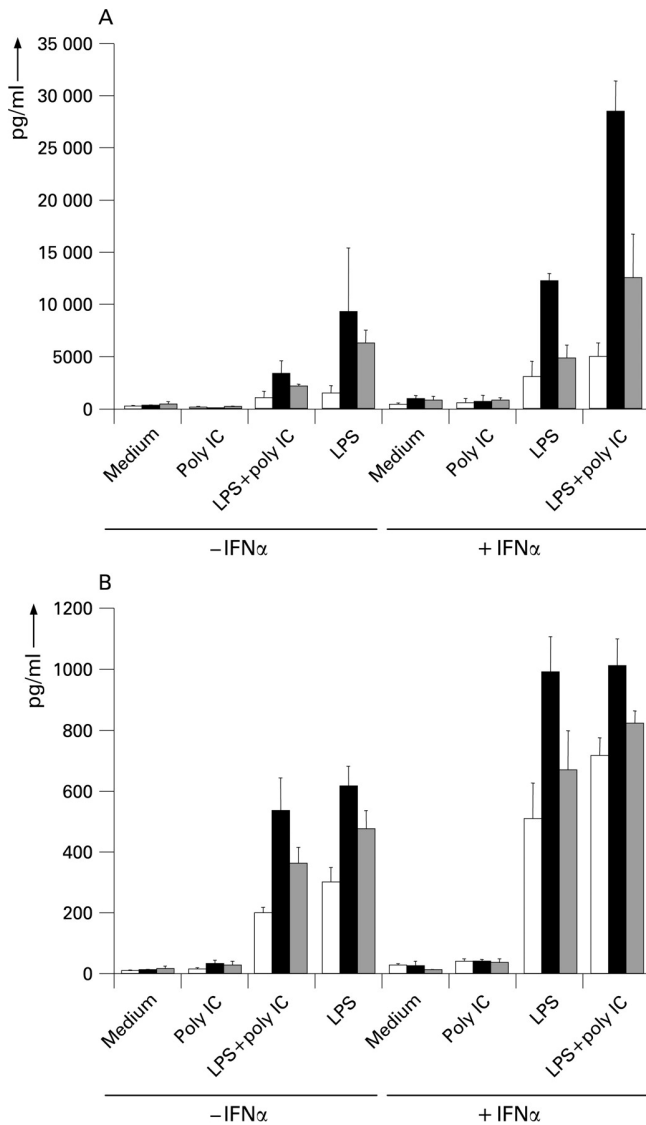 A
pg/ml
35 000
30 000
25 000
20 000
15 000
10 000
5000
0
Medium
Poly IC
LPS+poly IC
LPS
Medium
Poly IC
LPS
LPS+poly IC
–IFNα
+IFNα
B
pg/ml
1200
1000
800
600
400
200
0
Medium
Poly IC
LPS+poly IC
LPS
Medium
Poly IC
LPS
LPS+poly IC
–IFNα
+IFNα